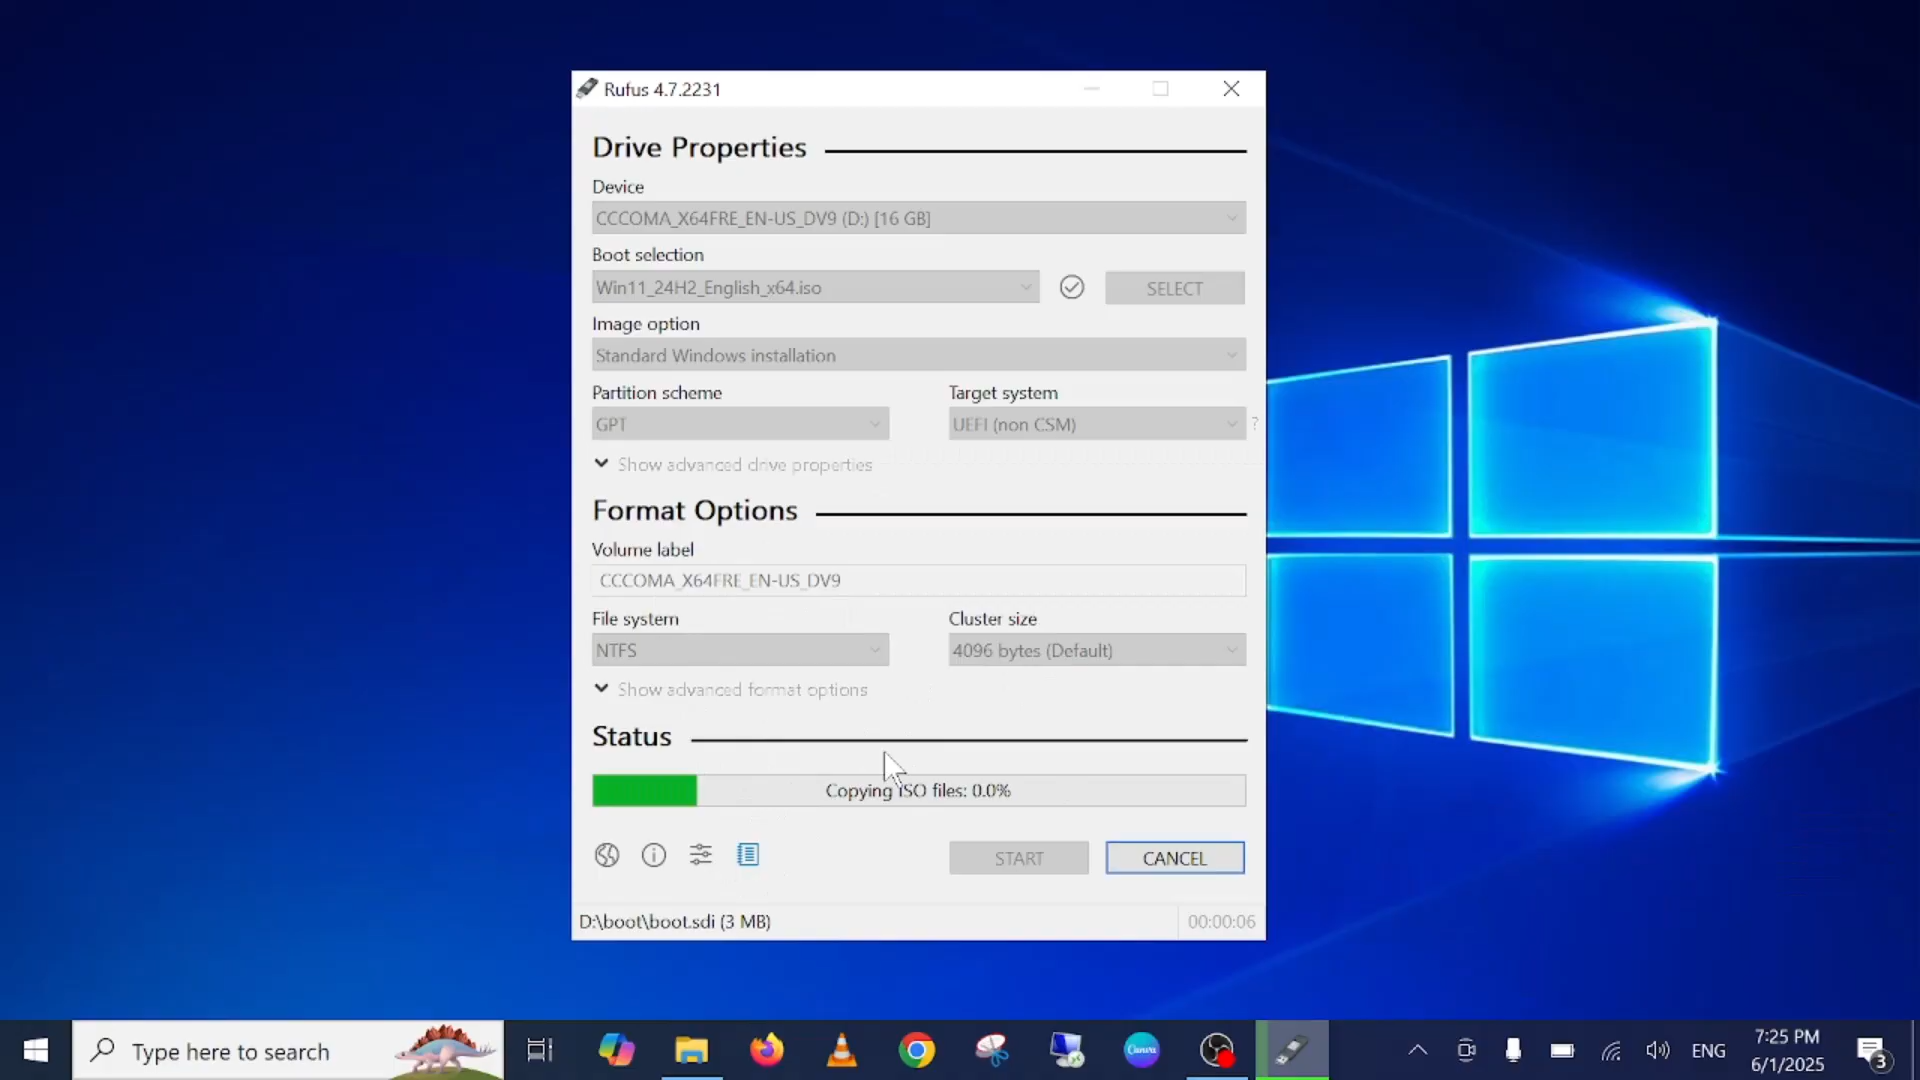 Rufus 4.7.2231
Drive Properties
Device
CCCOMA_X64FRE_EN-US_DV9 (D:) [16 GB]
Boot selection
Win11_24H2_English_x64.iso
SELECT
Image option
Standard Windows installation
Partition scheme
Target system
GPT
UEFI (non CSM)
?
Show advanced drive properties
Format Options
Volume label
CCCOMA_X64FRE_EN-US_DV9
File system
Cluster size
NTFS
4096 bytes (Default)
Show advanced format options
Status
Copying ISO files: 0.0%
START
CANCEL
D:\boot\boot.sdi (3 MB)
00:00:06
Type here to search
Canva
ENG
7:25 PM
6/1/2025
3